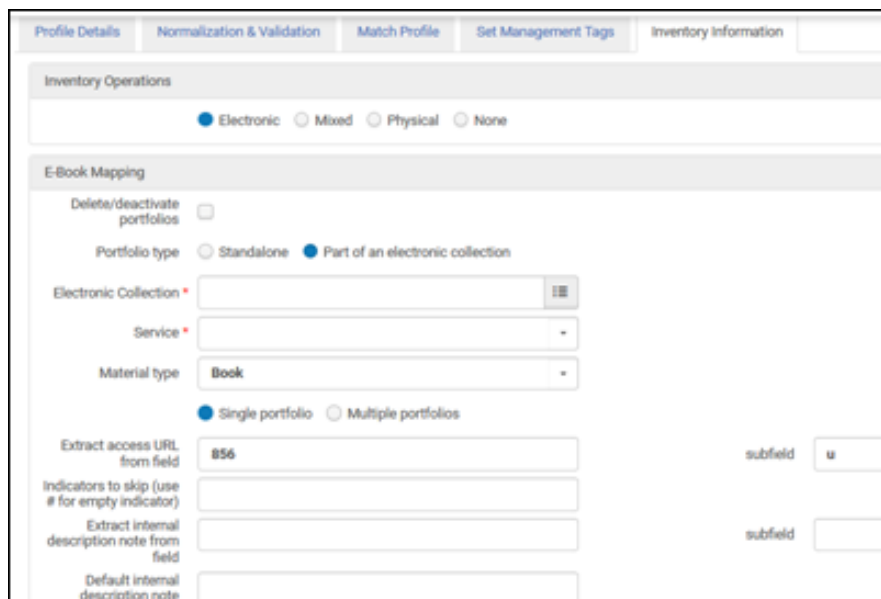 Profile Details Normalization & Validation Match Profile Set Management Tags Inventory Information
Inventory Operations
Electronic Mixed Physical None
E-Book Mapping
Delete/deactivate
portfolios
Portfolio type Standalone Part of an electronic collection
Electronic Collection *
Service *
Material type Book
Single portfolio Multiple portfolios
Extract access URL
from field 856 subfield u
Indicators to skip (use
# for empty indicator)
Extract internal
description note from
field subfield
Default internal
description note